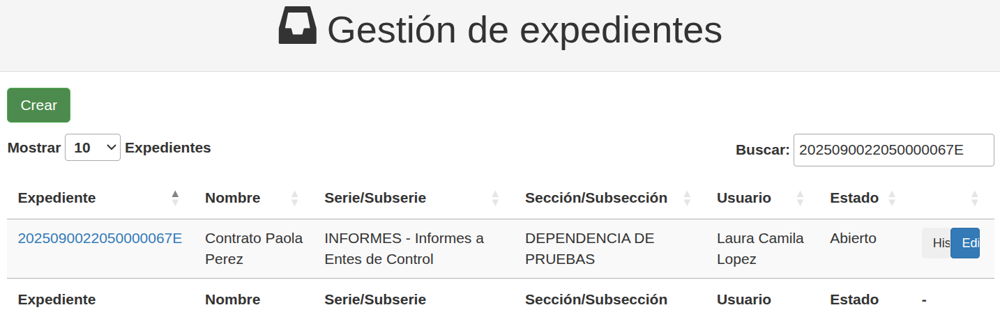 Gestión de expedientes
Crear
Mostrar 10 Expedientes
Buscar: 2025090022050000067E
Expediente Nombre Serie/Subserie Sección/Subsección Usuario Estado
2025090022050000067E Contrato Paola INFORMES - Informes a DEPENDENCIA DE Laura Camila Abierto His Edi
Perez Entes de Control PRUEBAS Lopez
Expediente Nombre Serie/Subserie Sección/Subsección Usuario Estado -